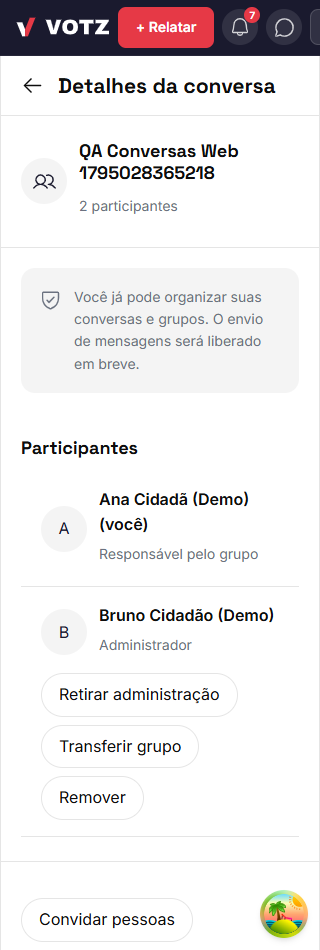 VOTZ
+ Relatar
7
Detalhes da conversa
QA Conversas Web
1795028365218
2 participantes
Você já pode organizar suas
conversas e grupos. O envio
de mensagens será liberado
em breve.
Participantes
A
Ana Cidadã (Demo)
(você)
Responsável pelo grupo
B
Bruno Cidadão (Demo)
Administrador
Retirar administração
Transferir grupo
Remover
Convidar pessoas